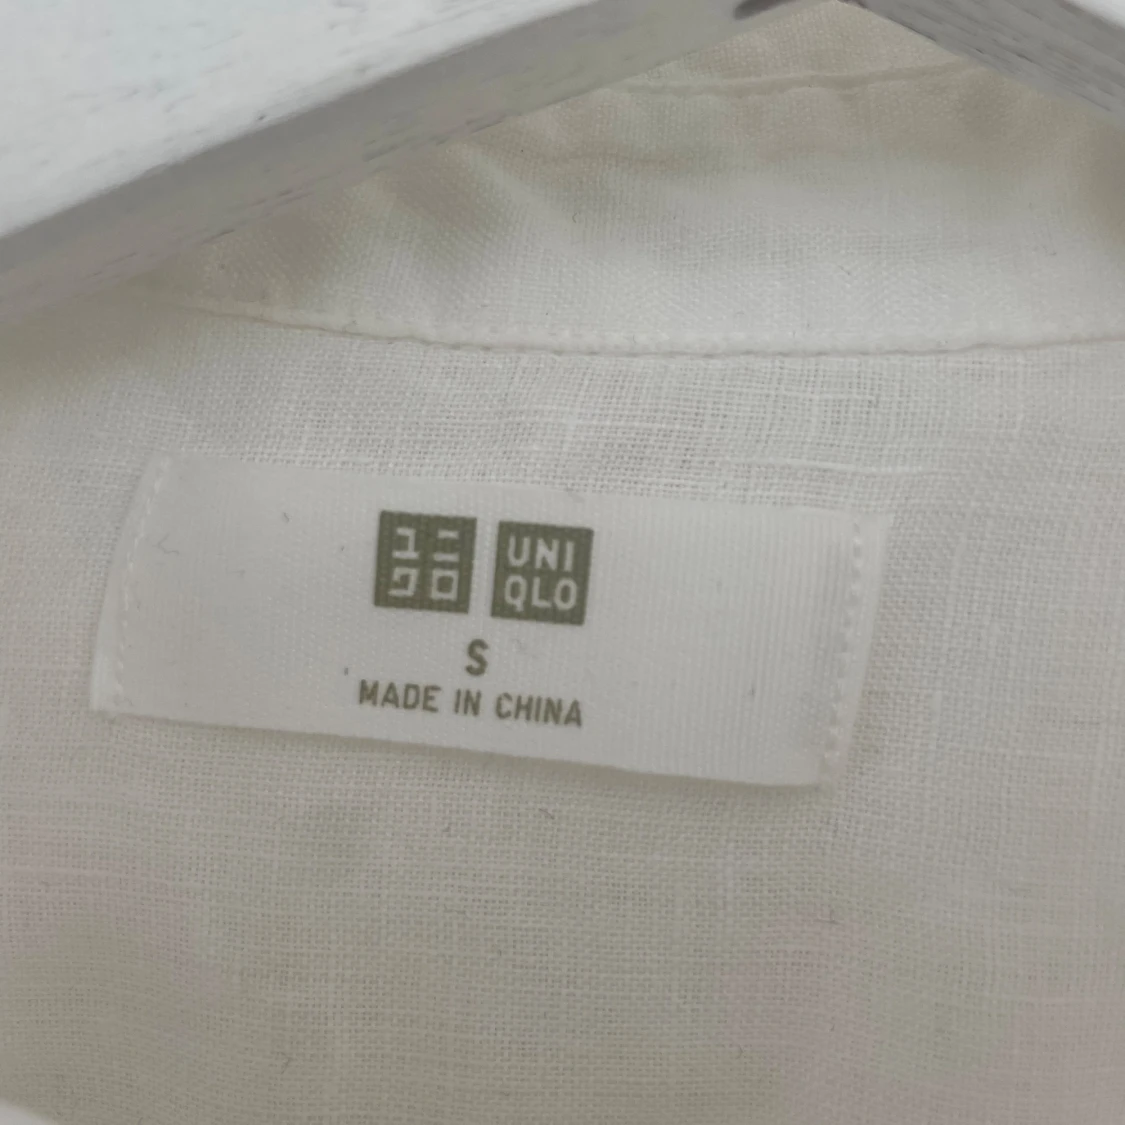 ユニ UNI
クロ QLO
S
MADE IN CHINA